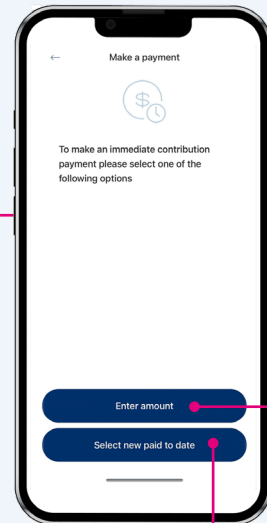 Make a payment
To make an immediate contribution
payment please select one of the
following options
Enter amount
Select new paid to date